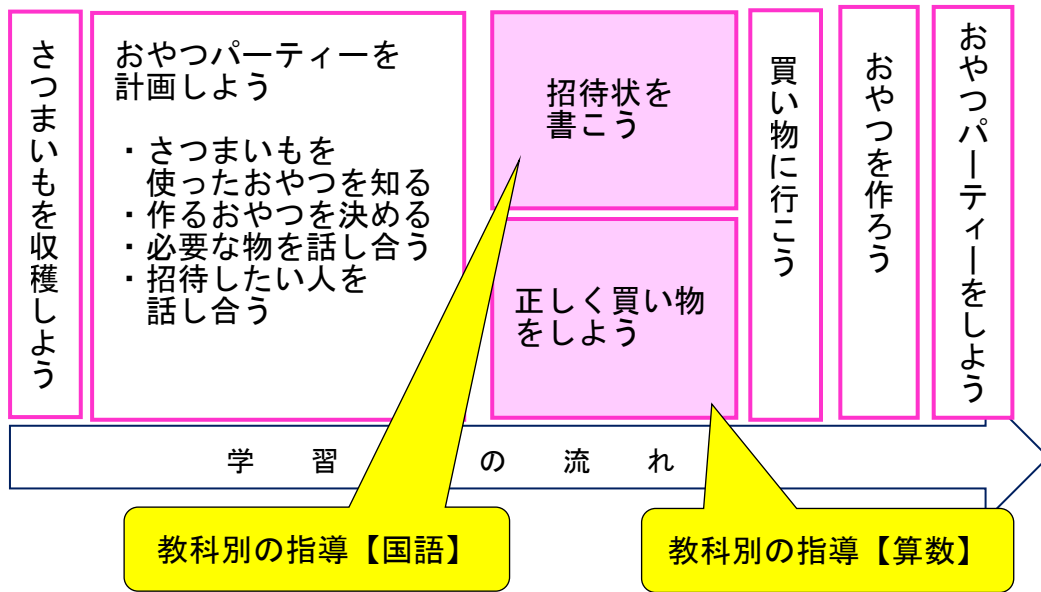 さつまいもを収穫しよう
おやつパーティーを
計画しよう
・さつまいもを
使ったおやつを知る
・作るおやつを決める
・必要な物を話し合う
・招待したい人を
話し合う
招待状を
書こう
正しく買い物
をしよう
買い物に行こう
おやつを作ろう
おやつパーティーをしよう
学習の流れ
教科別の指導【国語】
教科別の指導【算数】